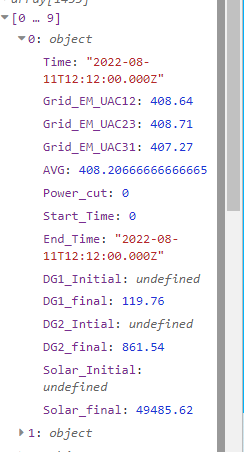 array[1455]
[0 … 9]
0: object
Time: "2022-08-
11T12:12:00.000Z"
Grid_EM_UAC12: 408.64
Grid_EM_UAC23: 408.71
Grid_EM_UAC31: 407.27
AVG: 408.20666666666665
Power_cut: 0
Start_Time: 0
End_Time: "2022-08-
11T12:12:00.000Z"
DG1_Initial: undefined
DG1_final: 119.76
DG2_Intial: undefined
DG2_final: 861.54
Solar_Initial:
undefined
Solar_final: 49485.62
1: object